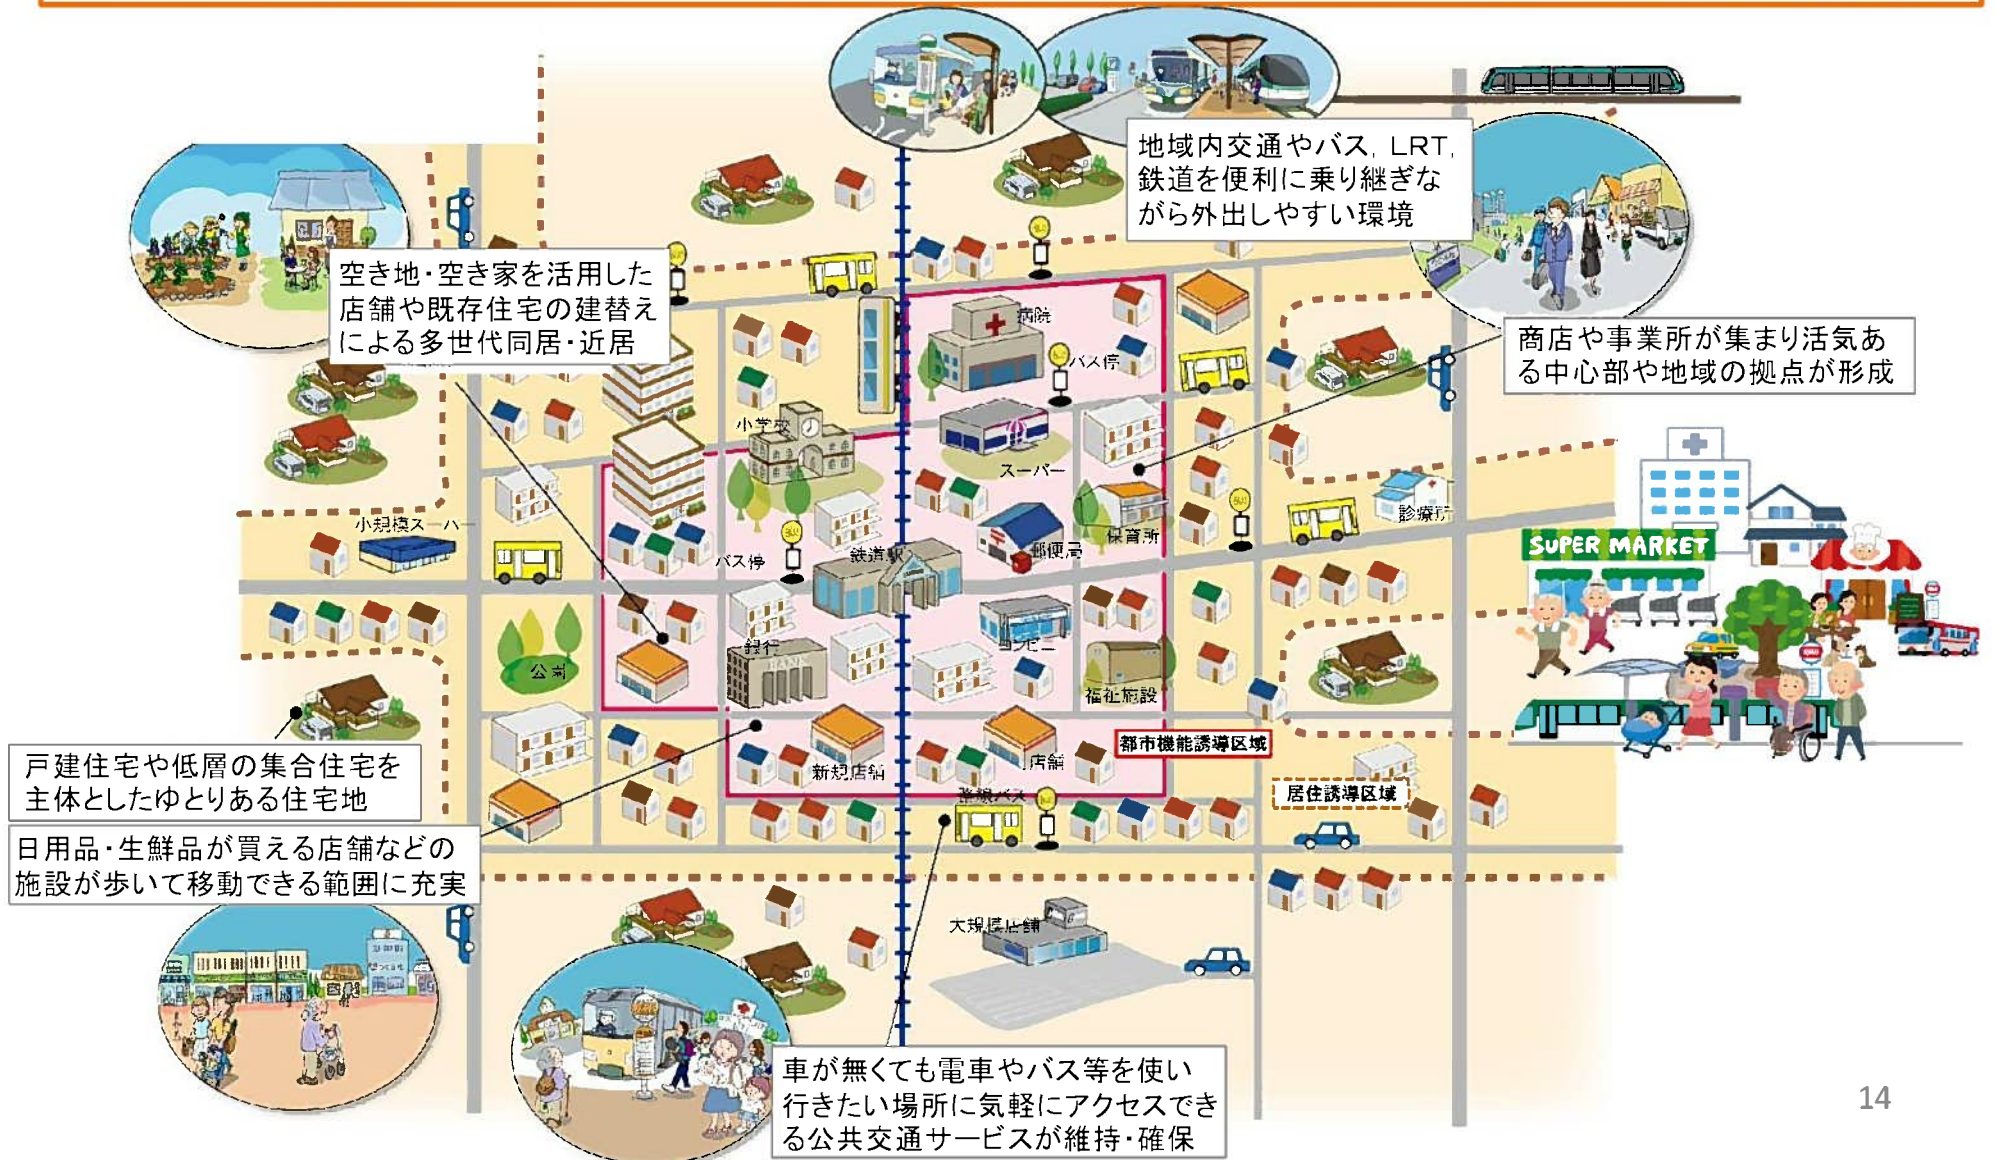 地域内交通やバス, LRT,
鉄道を便利に乗り継ぎな
がら外出しやすい環境
空き地・空き家を活用した
店舗や既存住宅の建替え
による多世代同居・近居
商店や事業所が集まり活気あ
る中心部や地域の拠点が形成
病院
バス停
小学校
スーパー
小規模スーパー
保育所
診療所
郵便局
バス停
鉄道駅
SUPER MARKET
銀行
BANK
コンビニ
公園
福祉施設
都市機能誘導区域
新規店舗
店舗
居住誘導区域
路線バス
戸建住宅や低層の集合住宅を
主体としたゆとりある住宅地
日用品・生鮮品が買える店舗などの
施設が歩いて移動できる範囲に充実
大規模店舗
車が無くても電車やバス等を使い
行きたい場所に気軽にアクセスでき
る公共交通サービスが維持・確保
14